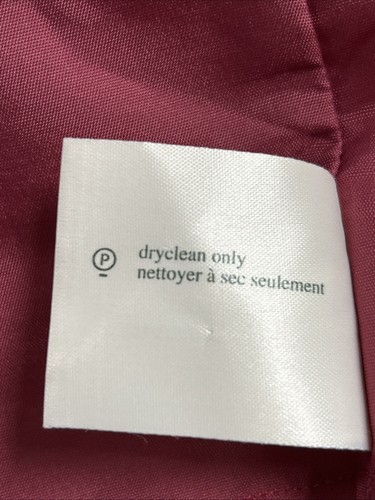 P
dryclean only
nettoyer à sec seulement